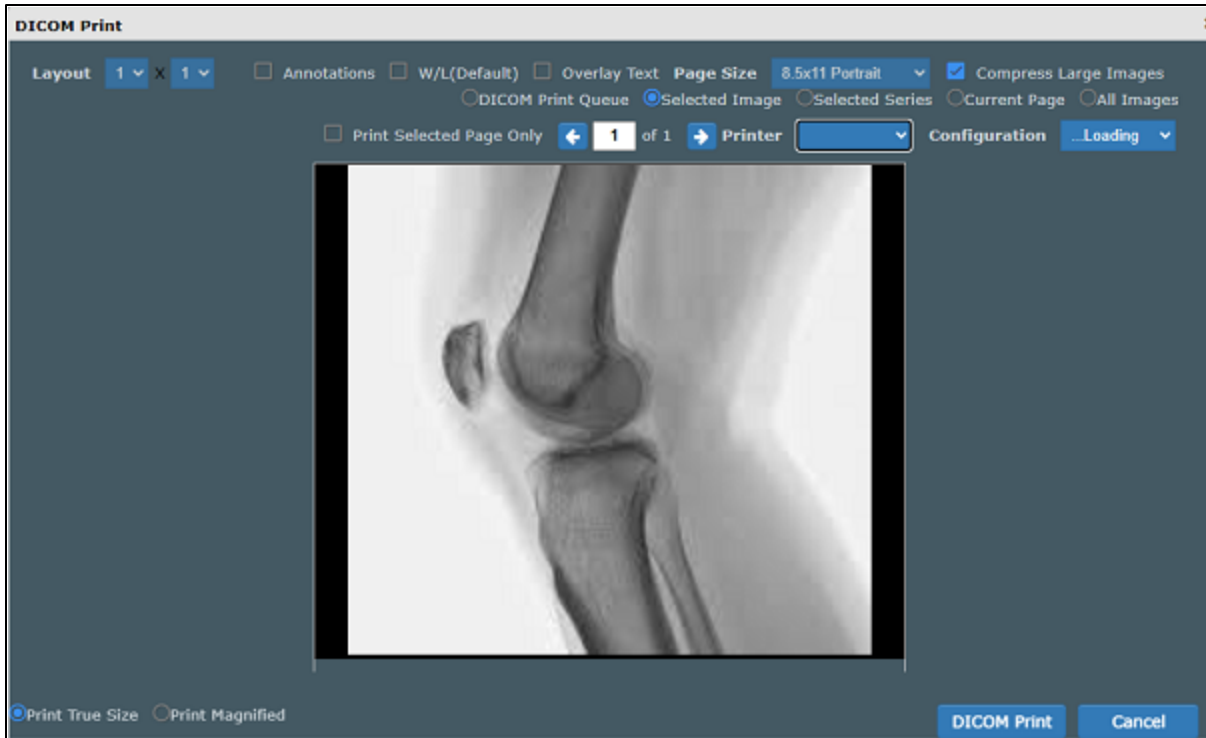 DICOM Print
Layout 1 X 1 Annotations W/L(Default) Overlay Text Page Size 8.5x11 Portrait Compress Large Images
DICOM Print Queue Selected Image Selected Series Current Page All Images
Print Selected Page Only 1 of 1 Printer Configuration ...Loading
Print True Size Print Magnified
DICOM Print Cancel